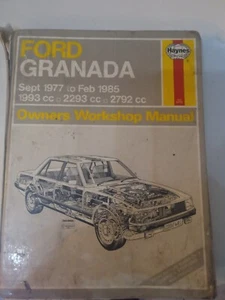 FORD
GRANADA
Haynes
Sept 1977 to Feb 1985
1993 cc □ 2293 cc □ 2792 cc
Owners Workshop Manual